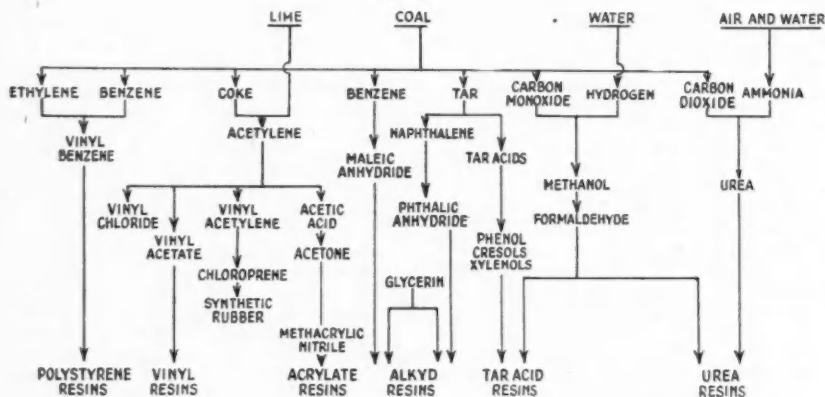 LIME
COAL
WATER
AIR AND WATER
ETHYLENE
BENZENE
COKE
BENZENE
TAR
CARBON
MONOXIDE
HYDROGEN
CARBON
DIOXIDE
AMMONIA
VINYL
BENZENE
ACETYLENE
MALEIC
ANHYDRIDE
NAPHTHALENE
TAR ACIDS
METHANOL
UREA
VINYL
CHLORIDE
VINYL
ACETATE
VINYL
ACETYLENE
ACETIC
ACID
PHTHALIC
ANHYDRIDE
FORMALDEHYDE
ACETONE
PHENOL
CRESOLS
XYLENOLS
CHLOROPRENE
GLYCERIN
SYNTHETIC
RUBBER
METHACRYLIC
NITRILE
POLYSTYRENE
RESINS
VINYL
RESINS
ACRYLATE
RESINS
ALKYD
RESINS
TAR ACID
RESINS
UREA
RESINS